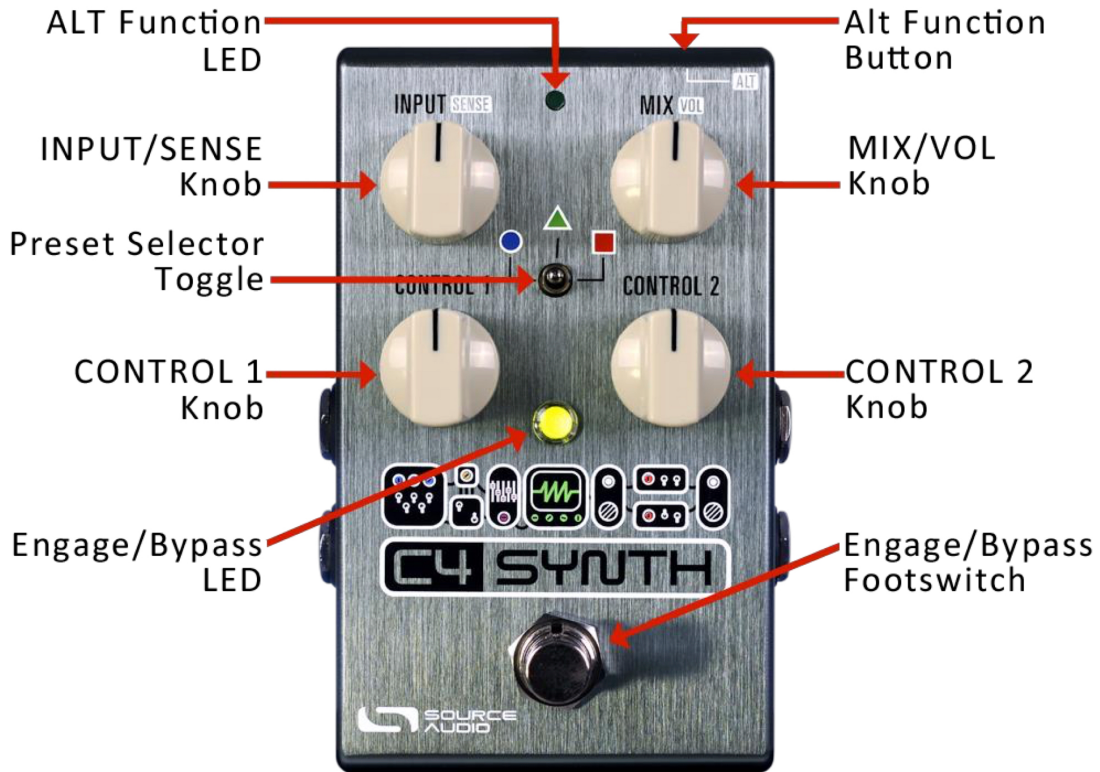 ALT Function
LED
Alt Function
Button
ALT
INPUT SENSE
MIX VOL
INPUT/SENSE
Knob
MIX/VOL
Knob
Preset Selector
Toggle
CONTROL 1
CONTROL 2
CONTROL 1
Knob
CONTROL 2
Knob
Engage/Bypass
LED
Engage/Bypass
Footswitch
C4 SYNTH
SOURCE
AUDIO